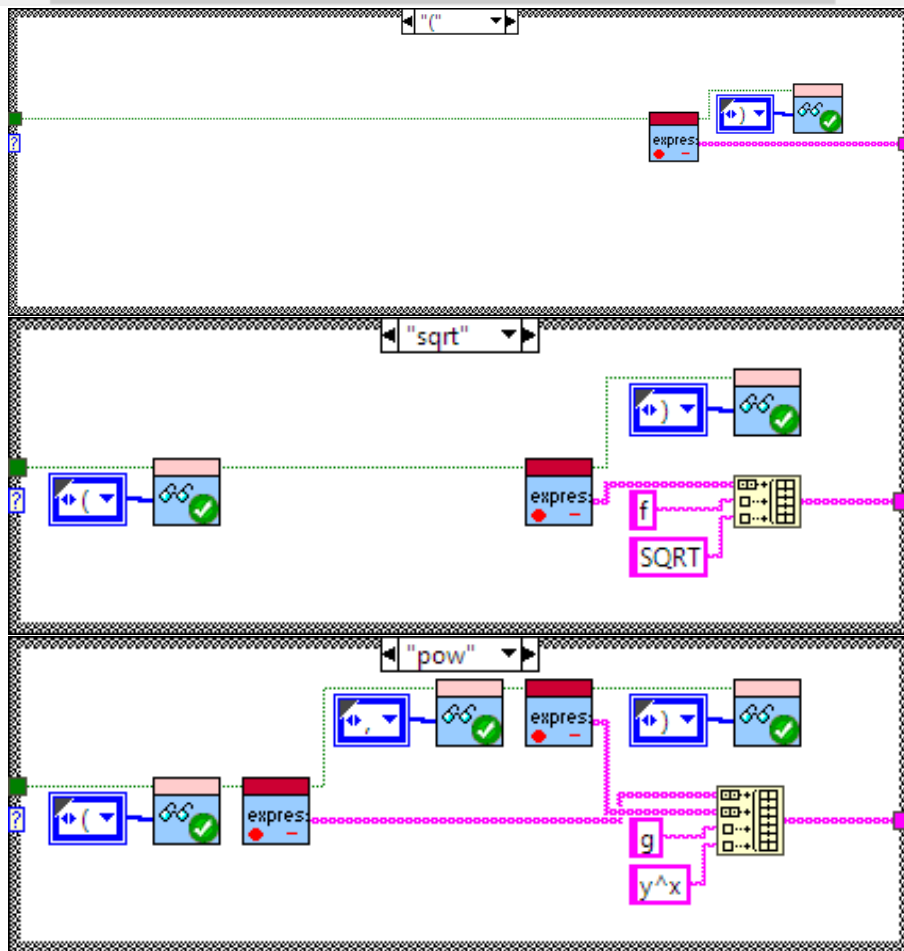 "("
)
expres:
?
"sqrt"
)
?
(
expres:
f
SQRT
"pow"
,
expres:
)
?
(
expres:
g
y^x